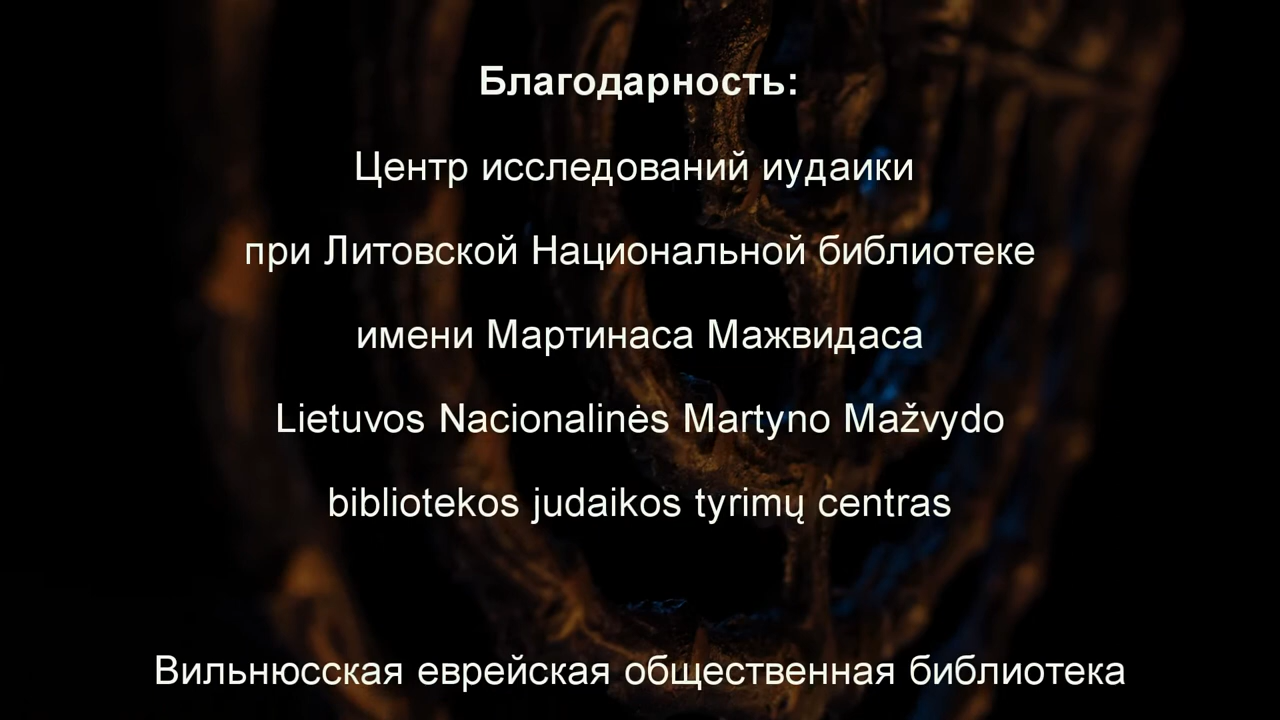 Благодарность:
Центр исследований иудаики
при Литовской Национальной библиотеке
имени Мартинаса Мажвидаса
Lietuvos Nacionalinės Martyno Mažvydo
bibliotekos judaikos tyrimų centras
Вильнюсская еврейская общественная библиотека